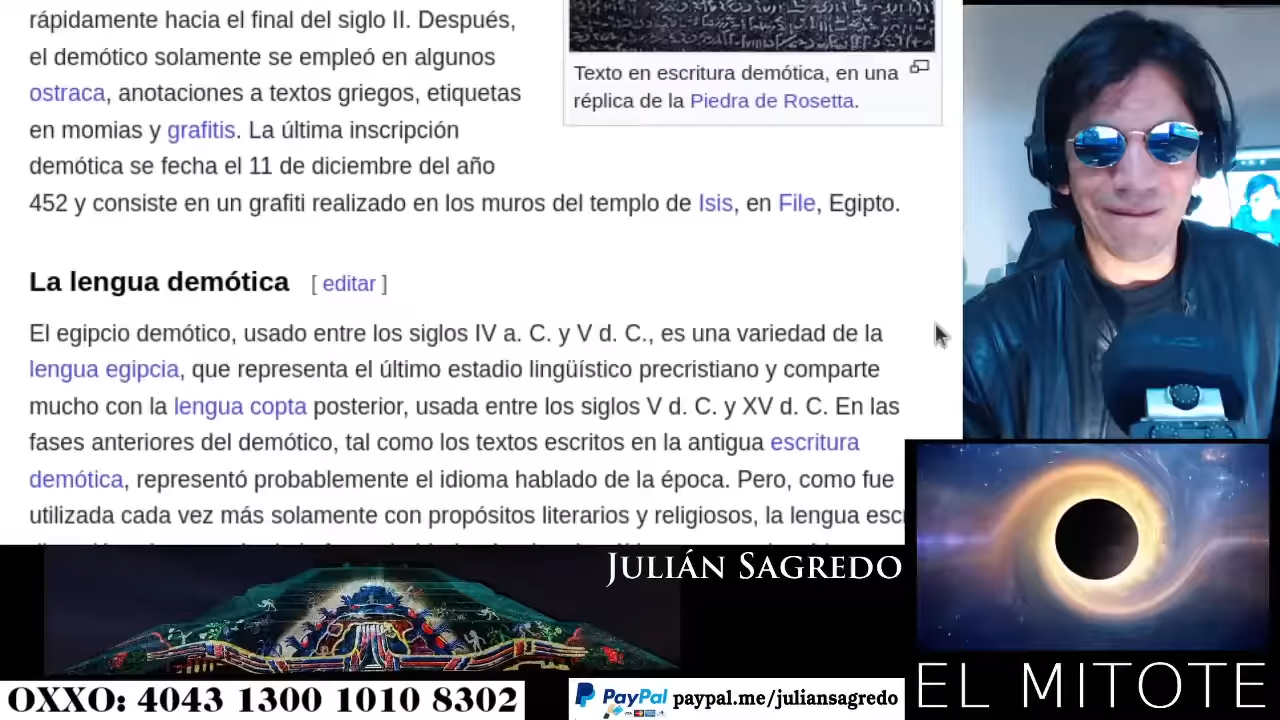 rápidamente hacia el final del siglo II. Después,
el demótico solamente se empleó en algunos
ostraca, anotaciones a textos griegos, etiquetas
en momias y grafitis. La última inscripción
demótica se fecha el 11 de diciembre del año
452 y consiste en un grafiti realizado en los muros del templo de Isis, en File, Egipto.
Texto en escritura demótica, en una
réplica de la Piedra de Rosetta.
La lengua demótica [ editar ]
El egipcio demótico, usado entre los siglos IV a. C. y V d. C., es una variedad de la
lengua egipcia, que representa el último estadio lingüístico precristiano y comparte
mucho con la lengua copta posterior, usada entre los siglos V d. C. y XV d. C. En las
fases anteriores del demótico, tal como los textos escritos en la antigua escritura
demótica, representó probablemente el idioma hablado de la época. Pero, como fue
utilizada cada vez más solamente con propósitos literarios y religiosos, la lengua esc
JULIÁN SAGREDO
OXXO: 4043 1300 1010 8302
PayPal paypal.me/juliansagredo
EL MITOTE